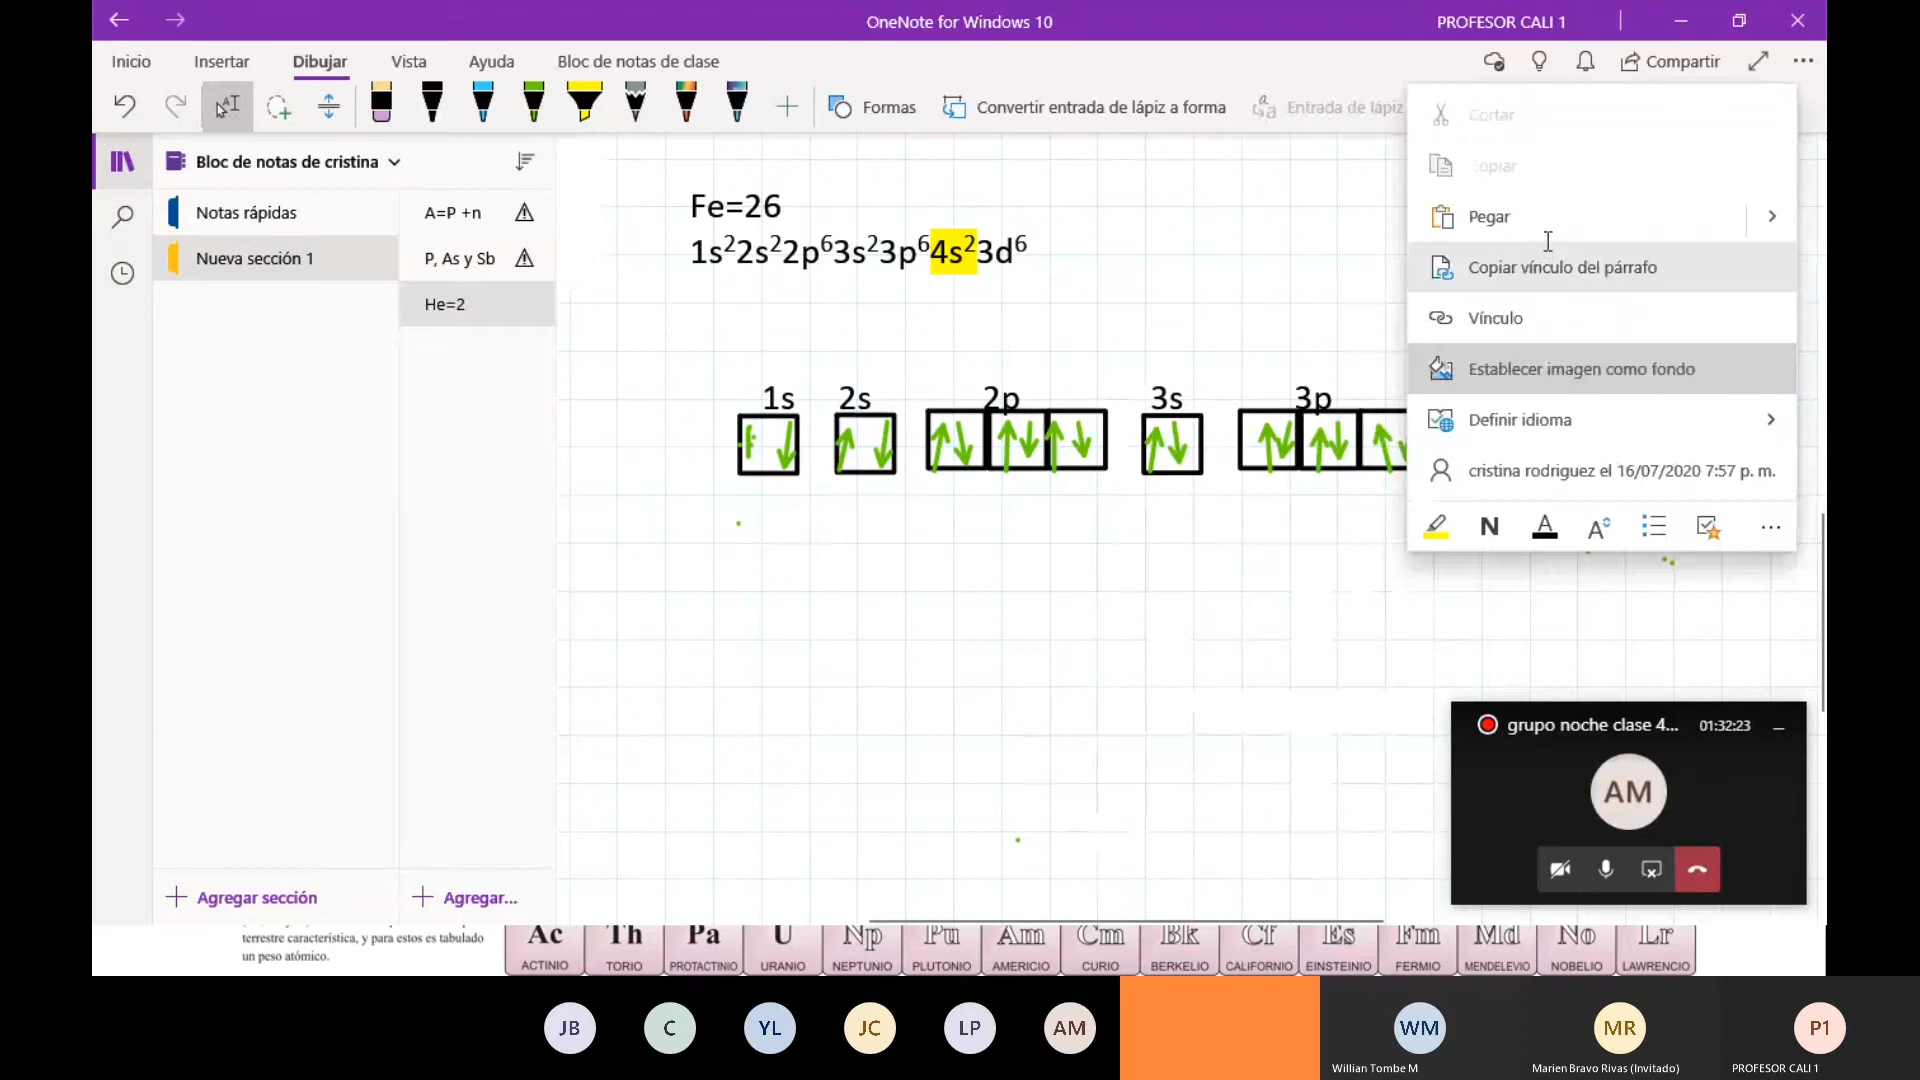 OneNote for Windows 10
PROFESOR CALI 1
Inicio
Insertar
Dibujar
Vista
Ayuda
Bloc de notas de clase
Compartir
Formas
Convertir entrada de lápiz a forma
Entrada de lápiz
Bloc de notas de cristina
Notas rápidas
Nueva sección 1
A=P +n
P, As y Sb
He=2
Fe=26
1s²2s²2p⁶3s²3p⁶4s²3d⁶
1s 2s 2p 3s 3p
Cortar
Copiar
Pegar
Copiar vínculo del párrafo
Vínculo
Establecer imagen como fondo
Definir idioma
cristina rodriguez el 16/07/2020 7:57 p. m.
N A A
grupo noche clase 4... 01:32:23
AM
Agregar sección
Agregar...
terrestre característica, y para estos es tabulado
un peso atómico.
Ac Th Pa U Np Pu Am Cm Bk Cf Es Fm Md No Lr
ACTINIO TORIO PROTACTINIO URANIO NEPTUNIO PLUTONIO AMERICIO CURIO BERKELIO CALIFORNIO EINSTEINIO FERMIO MENDELEVIO NOBELIO LAWRENCIO
JB C YL JC LP AM WM MR P1
Willian Tombe M
Marien Bravo Rivas (Invitado)
PROFESOR CALI 1